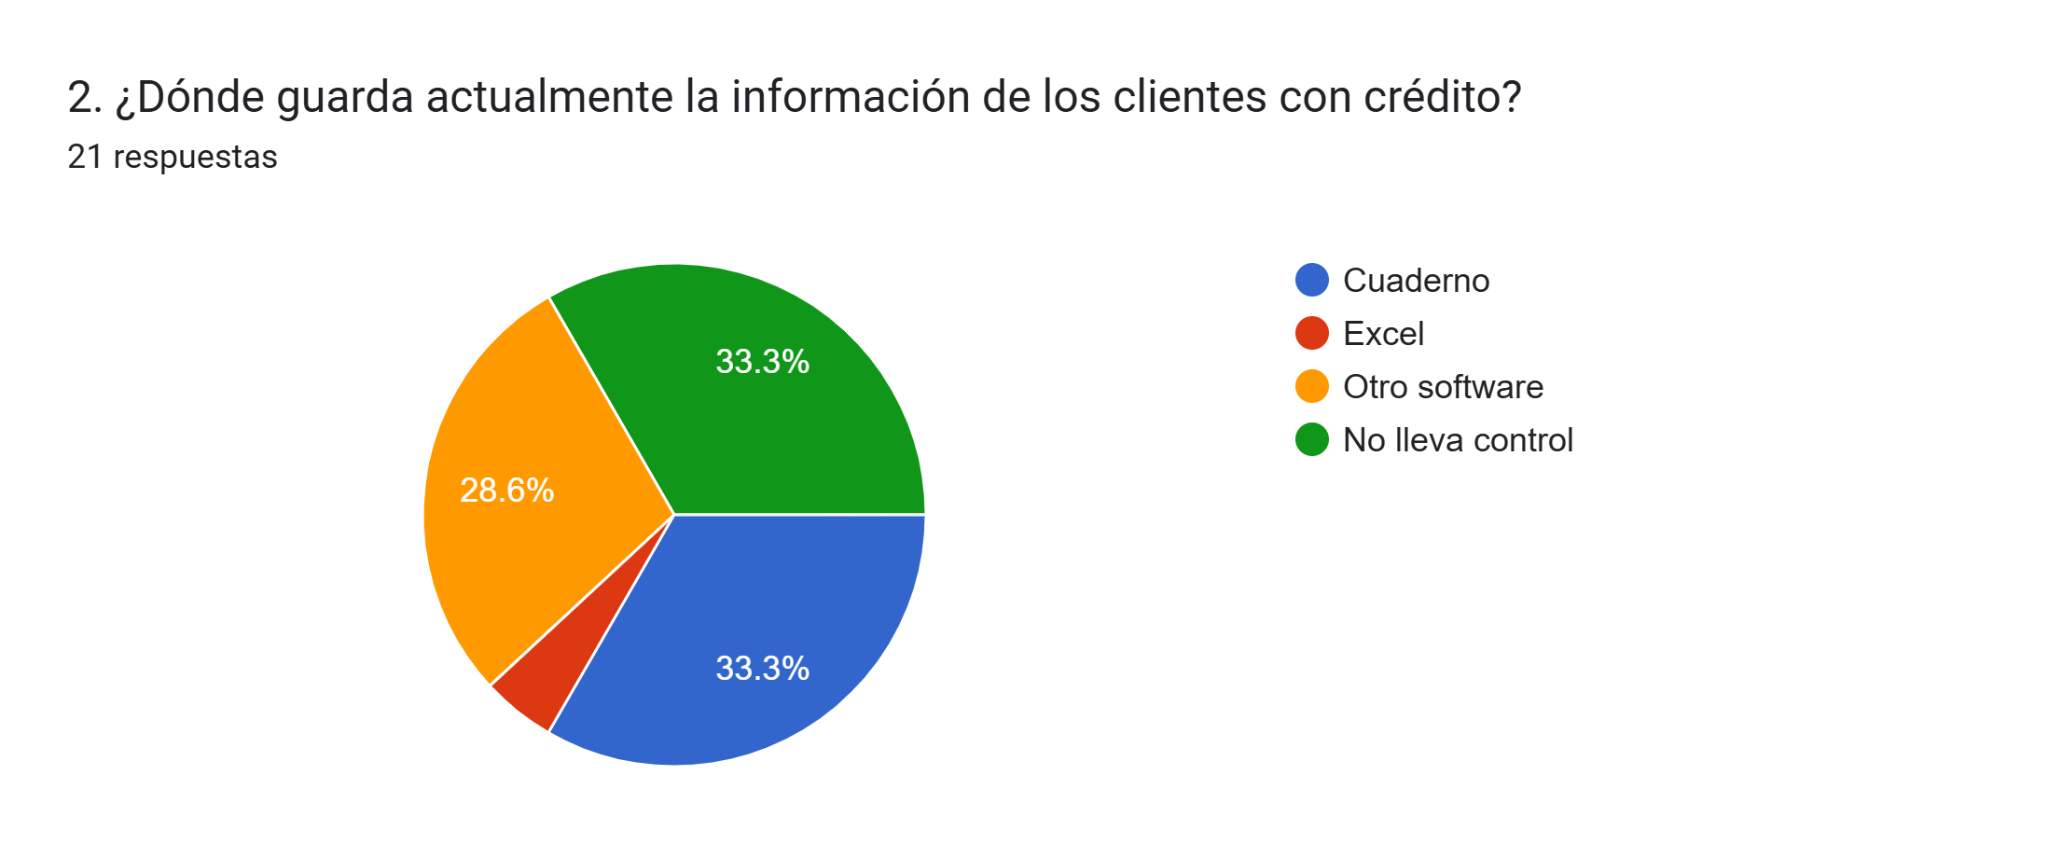 2. ¿Dónde guarda actualmente la información de los clientes con crédito?
21 respuestas
33.3%
28.6%
33.3%
Cuaderno
Excel
Otro software
No lleva control